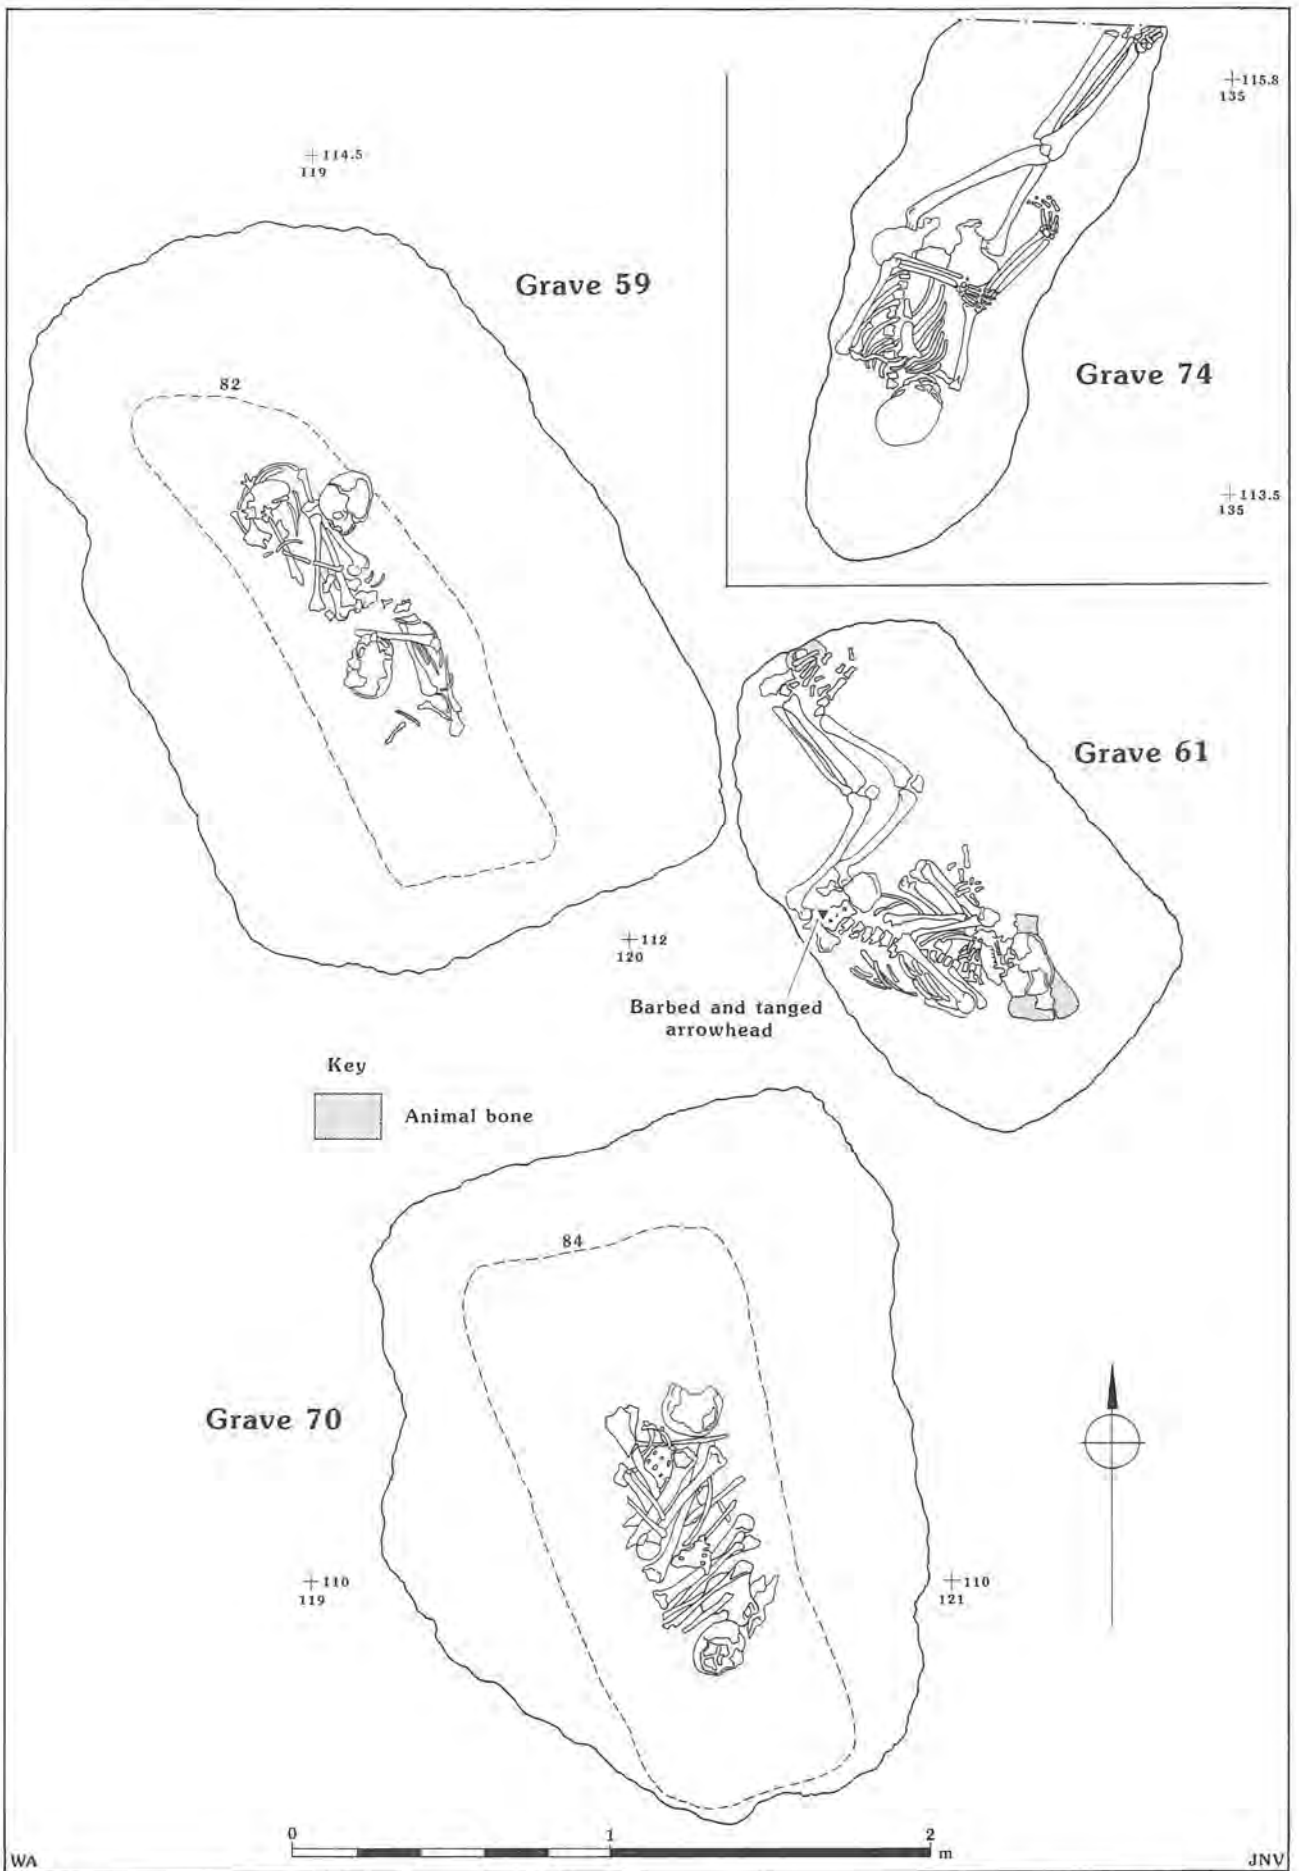 +115.8
135
+114.5
119
Grave 59
82
Grave 74
+113.5
135
Grave 61
+112
120
Barbed and tanged
arrowhead
Key
Animal bone
84
Grave 70
+110
119
+110
121
0 1 2
m
WA
JNV